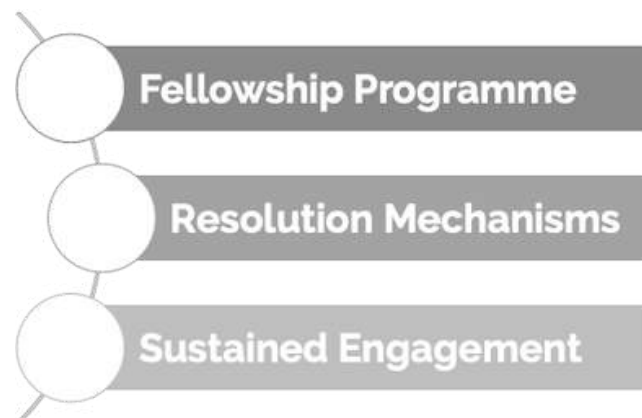 Fellowship Programme
Resolution Mechanisms
Sustained Engagement